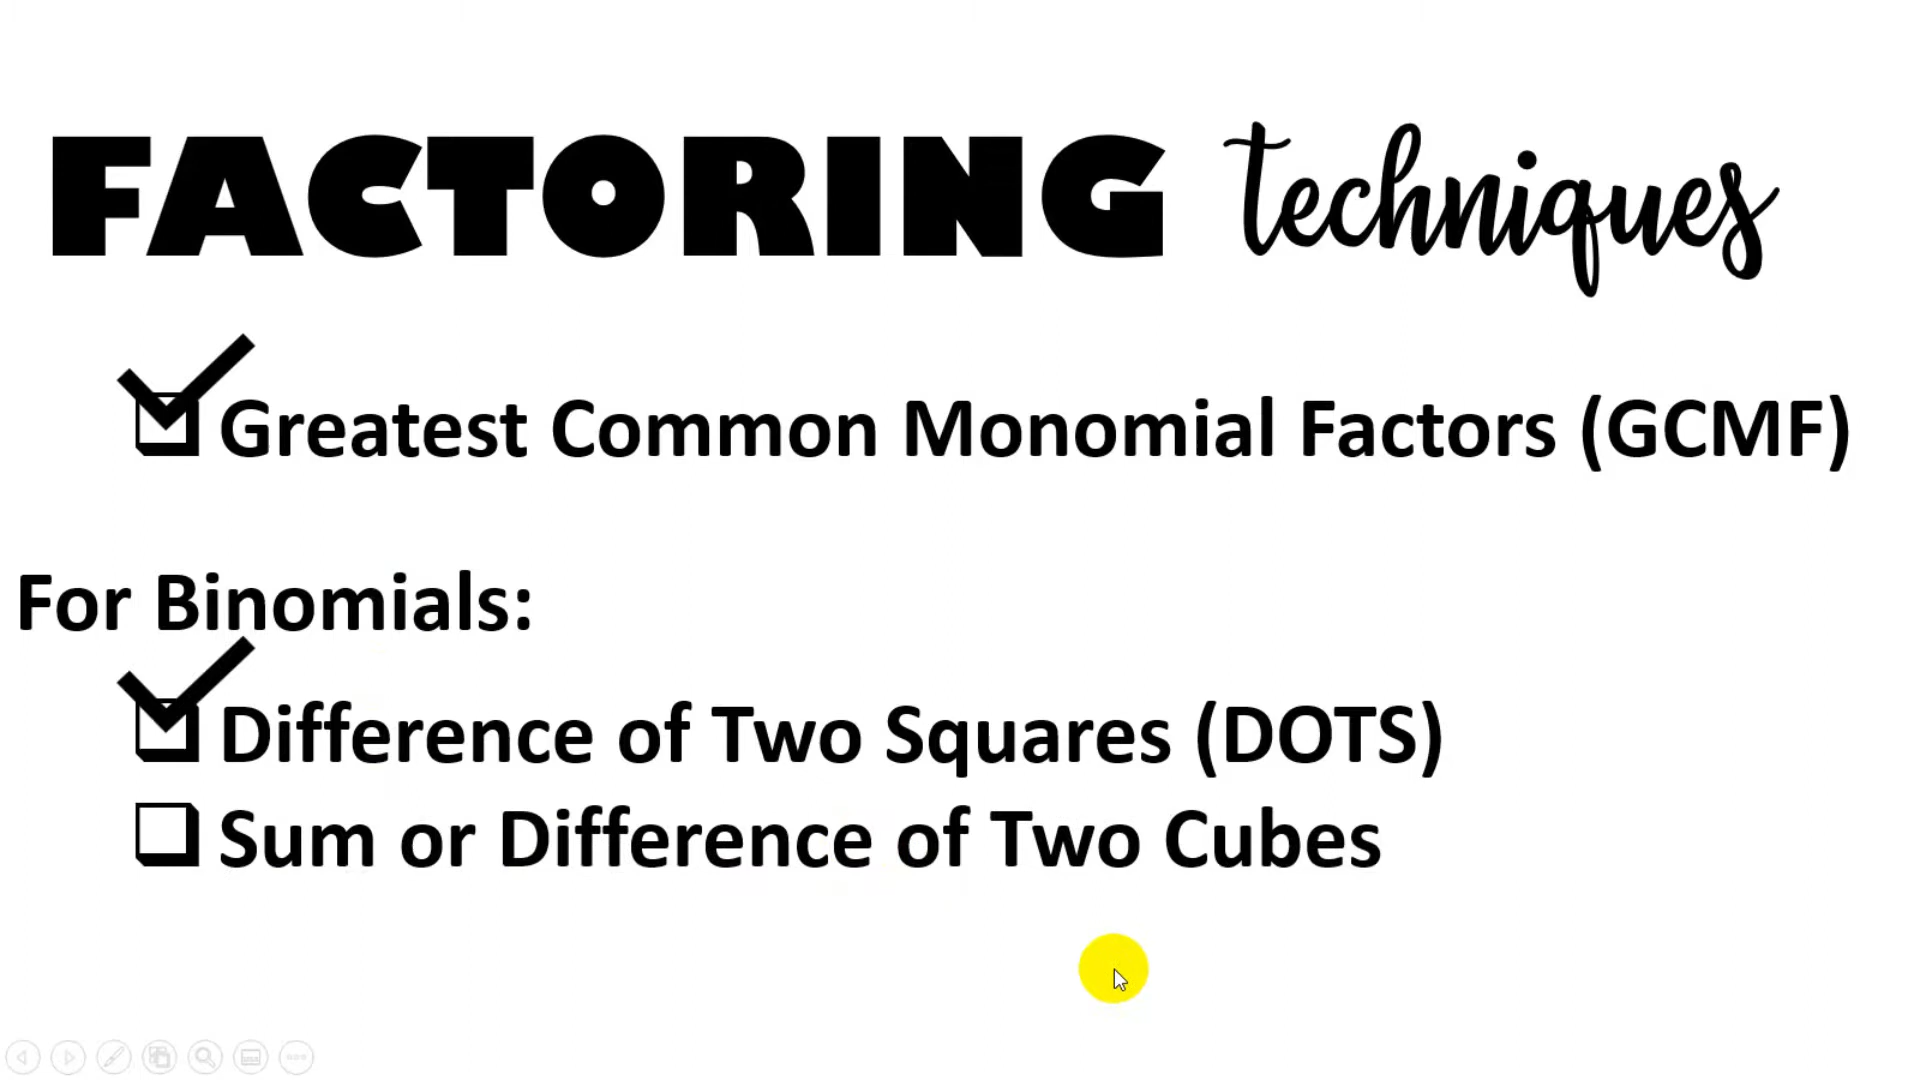 FACTORING techniques
Greatest Common Monomial Factors (GCMF)
For Binomials:
Difference of Two Squares (DOTS)
Sum or Difference of Two Cubes